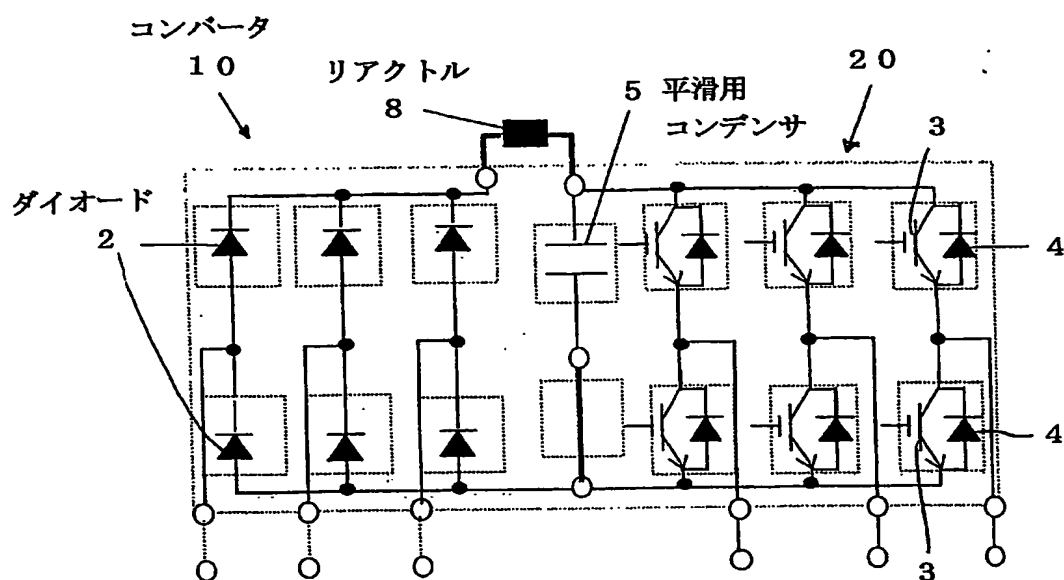 コンバータ
１０
リアクトル
８
５ 平滑用
コンデンサ
２０
３
ダイオード
２
４
４
３